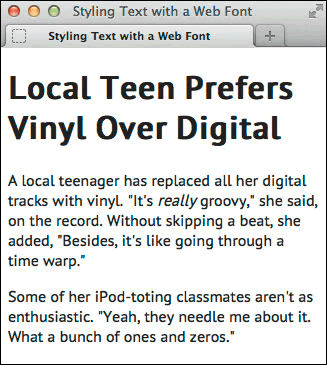 Styling Text with a Web Font
Styling Text with a Web Font
Local Teen Prefers
Vinyl Over Digital
A local teenager has replaced all her digital
tracks with vinyl. "It's really groovy," she said,
on the record. Without skipping a beat, she
added, "Besides, it's like going through a
time warp."
Some of her iPod-toting classmates aren't as
enthusiastic. "Yeah, they needle me about it.
What a bunch of ones and zeros."